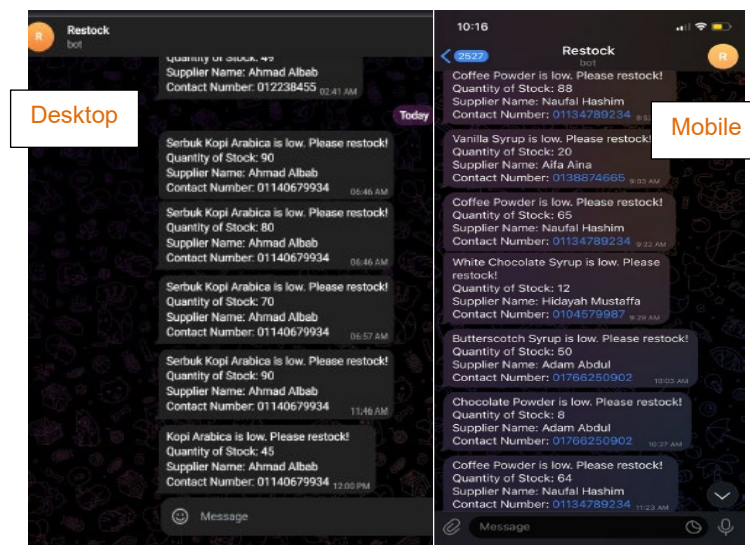 Restock
bot
Quantity of Stock: 49
Supplier Name: Ahmad Albab
Contact Number: 012238455 02:41 AM
Desktop
Today
Serbuk Kopi Arabica is low. Please restock!
Quantity of Stock: 90
Supplier Name: Ahmad Albab
Contact Number: 01140679934 06:46 AM
Serbuk Kopi Arabica is low. Please restock!
Quantity of Stock: 80
Supplier Name: Ahmad Albab
Contact Number: 01140679934 06:46 AM
Serbuk Kopi Arabica is low. Please restock!
Quantity of Stock: 70
Supplier Name: Ahmad Albab
Contact Number: 01140679934 06:57 AM
Serbuk Kopi Arabica is low. Please restock!
Quantity of Stock: 90
Supplier Name: Ahmad Albab
Contact Number: 01140679934 11:46 AM
Kopi Arabica is low. Please restock!
Quantity of Stock: 45
Supplier Name: Ahmad Albab
Contact Number: 01140679934 12:00 PM
Message
10:16
2527
Restock
bot
R
Coffee Powder is low. Please restock!
Quantity of Stock: 88
Supplier Name: Naufal Hashim
Contact Number: 01134789234
Mobile
Vanilla Syrup is low. Please restock!
Quantity of Stock: 20
Supplier Name: Aifa Aina
Contact Number: 0138874665 9:03 AM
Coffee Powder is low. Please restock!
Quantity of Stock: 65
Supplier Name: Naufal Hashim
Contact Number: 01134789234 9:22 AM
White Chocolate Syrup is low. Please
restock!
Quantity of Stock: 12
Supplier Name: Hidayah Mustaffa
Contact Number: 0104579987 9:29 AM
Butterscotch Syrup is low. Please restock!
Quantity of Stock: 50
Supplier Name: Adam Abdul
Contact Number: 01766250902 10:03 AM
Chocolate Powder is low. Please restock!
Quantity of Stock: 8
Supplier Name: Adam Abdul
Contact Number: 01766250902 10:27 AM
Coffee Powder is low. Please restock!
Quantity of Stock: 64
Supplier Name: Naufal Hashim
Contact Number: 01134789234 11:23 AM
Message